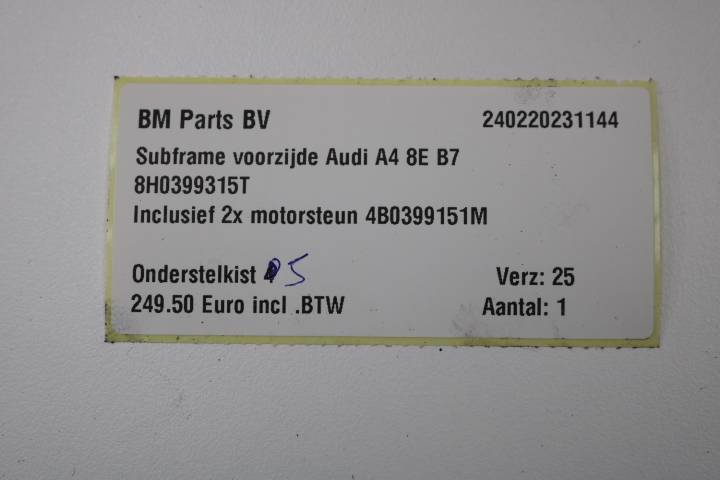 BM Parts BV 240220231144
Subframe voorzijde Audi A4 8E B7
8H0399315T
Inclusief 2x motorsteun 4B0399151M
Onderstelkist 5 Verz: 25
249.50 Euro incl .BTW Aantal: 1